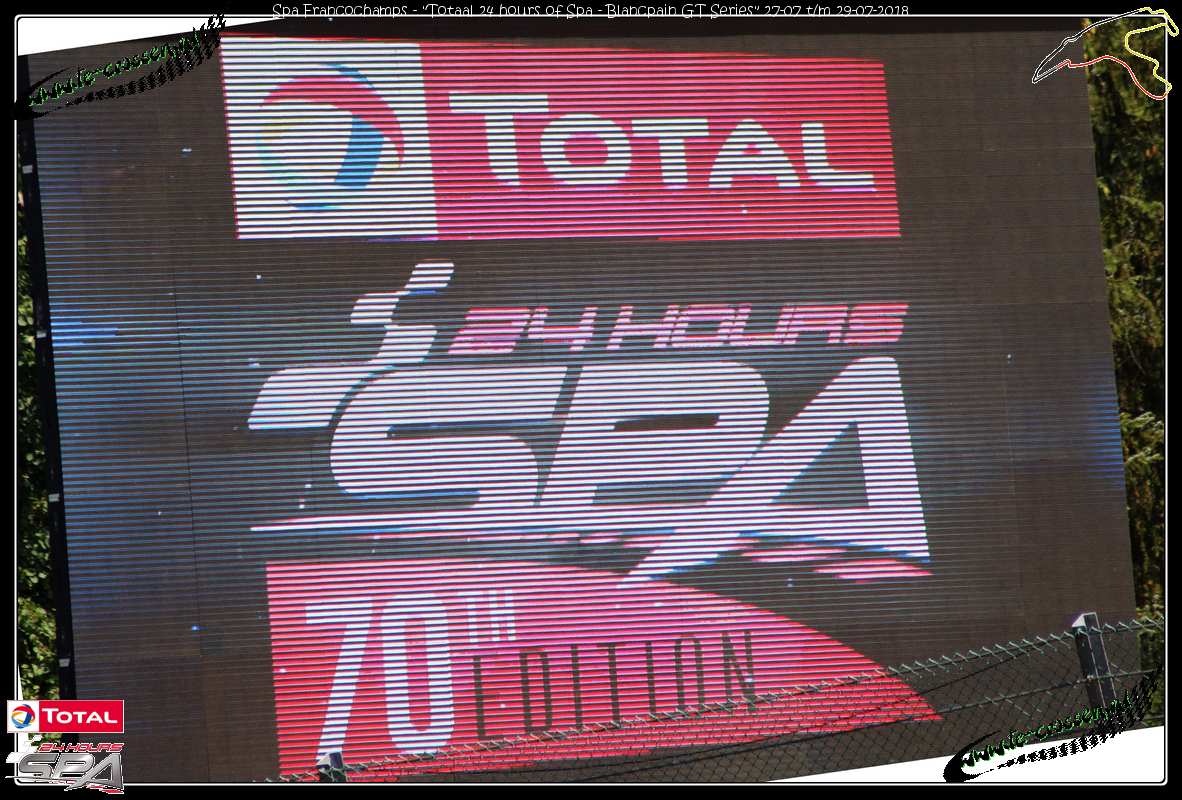 Spa Francochamps - "Totaal 24 hours of Spa - Blancpain GT Series" 27-07 t/m 29-07-2018
TOTAL
24 HOURS
SPA
70TH
EDITION
TOTAL
24 HOURS
SPA